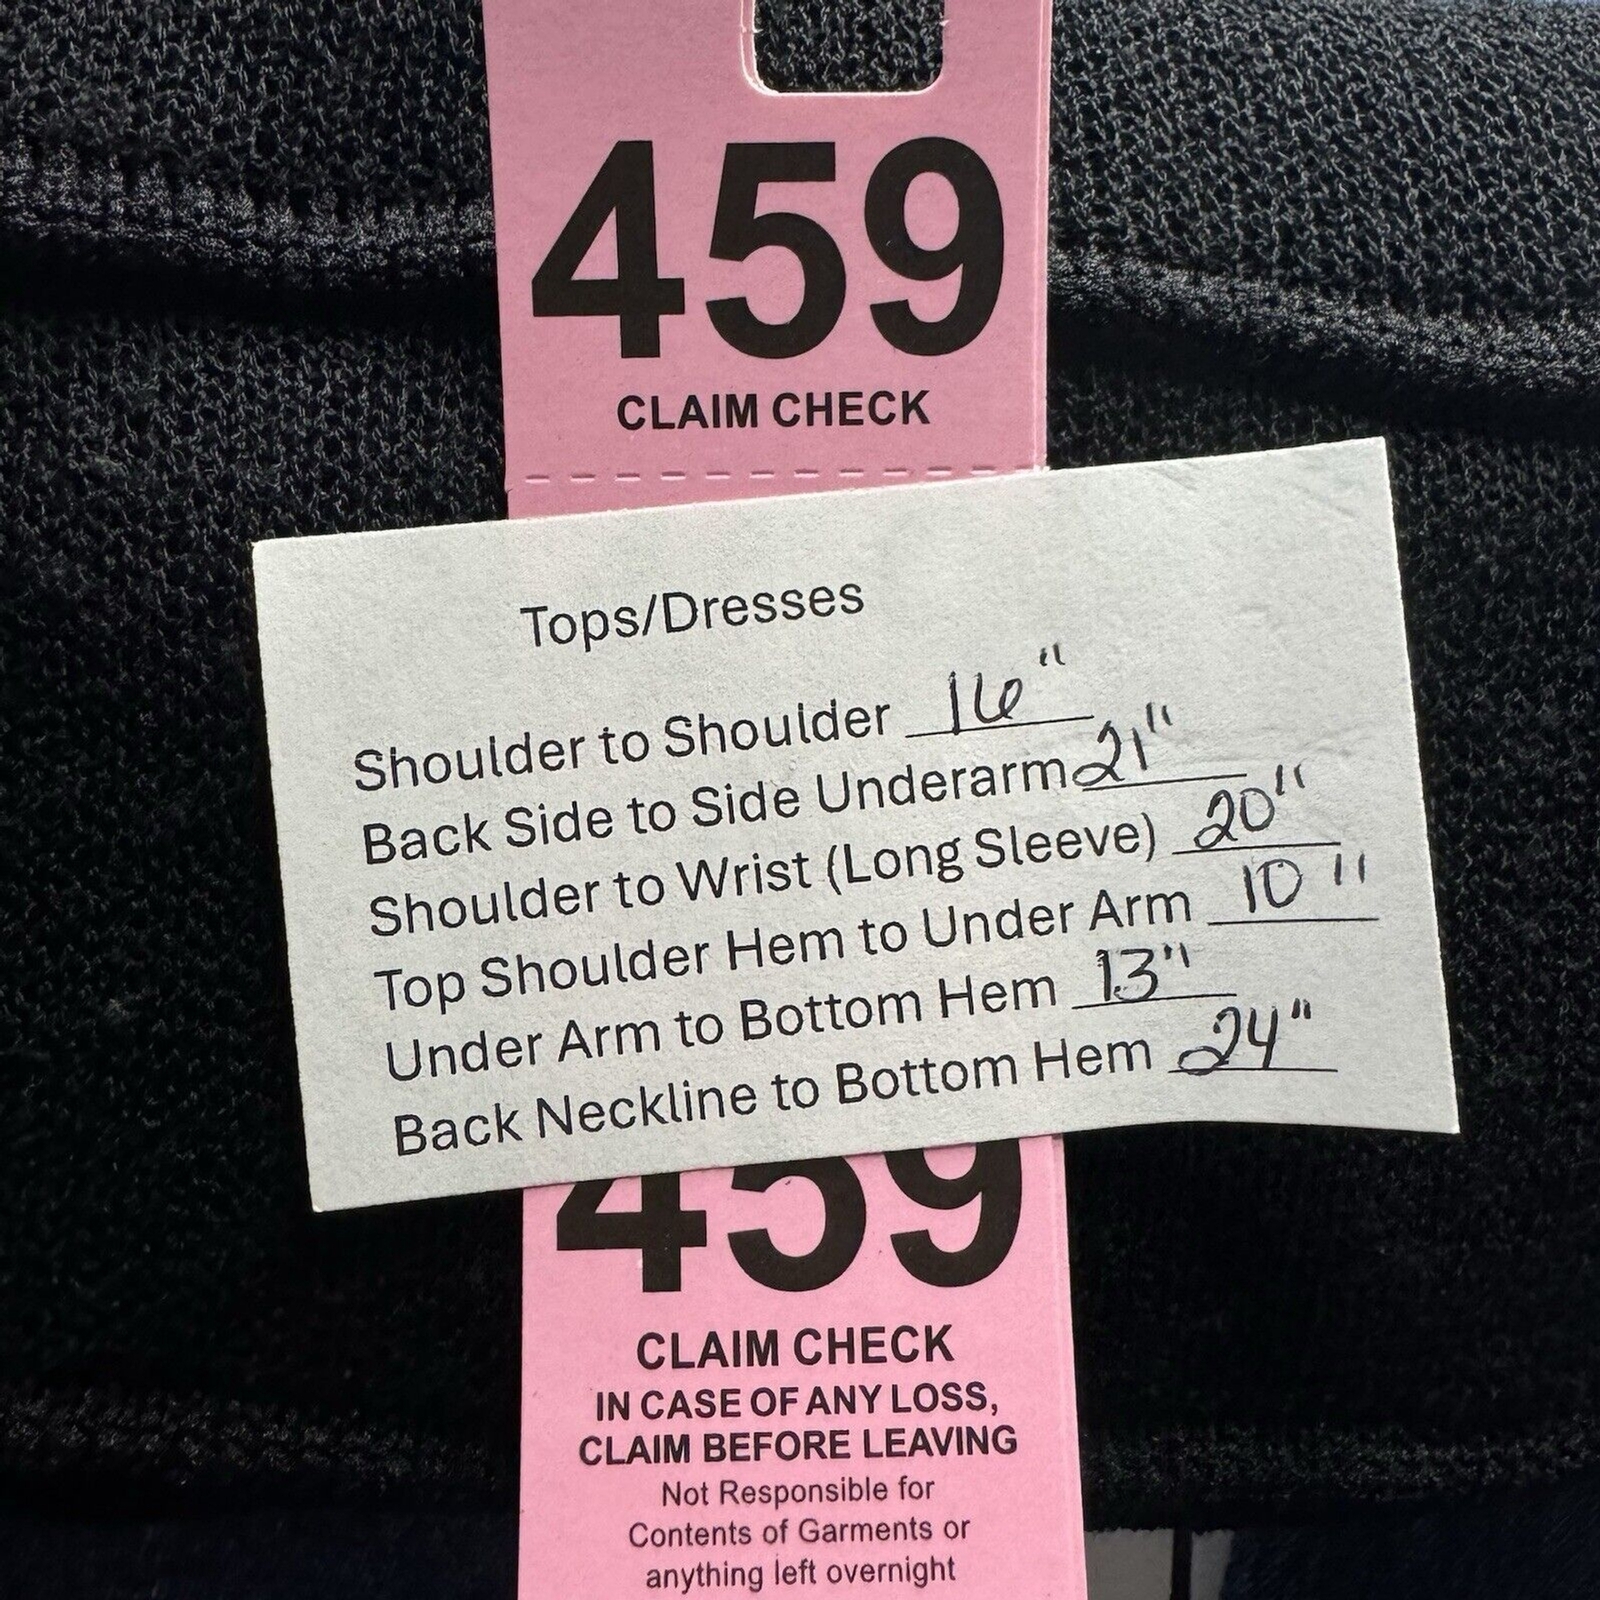 459
CLAIM CHECK
Tops/Dresses
Shoulder to Shoulder 16"
Back Side to Side Underarm 21"
Shoulder to Wrist (Long Sleeve) 20"
Top Shoulder Hem to Under Arm 10"
Under Arm to Bottom Hem 13"
Back Neckline to Bottom Hem 24"
459
CLAIM CHECK
IN CASE OF ANY LOSS,
CLAIM BEFORE LEAVING
Not Responsible for
Contents of Garments or
anything left overnight